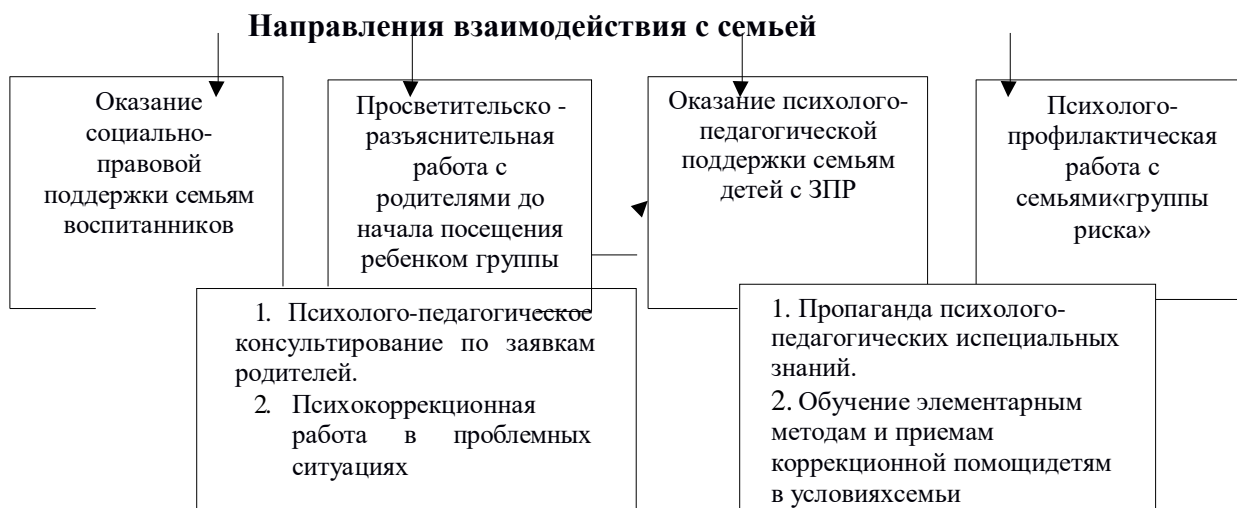 Направления взаимодействия с семьей
Оказание
социально-
правовой
поддержки семьям
воспитанников
Просветительско -
разъяснительная
работа с
родителями до
начала посещения
ребенком группы
Оказание психолого-
педагогической
поддержки семьям
детей с ЗПР
Психолого-
профилактическая
работа с
семьями«группы
риска»
1. Психолого-педагогическое
консультирование по заявкам
родителей.
2. Психокоррекционная
работа в проблемных
ситуациях
1. Пропаганда психолого-
педагогических испециальных
знаний.
2. Обучение элементарным
методам и приемам
коррекционной помощидетям
в условияхсемьи